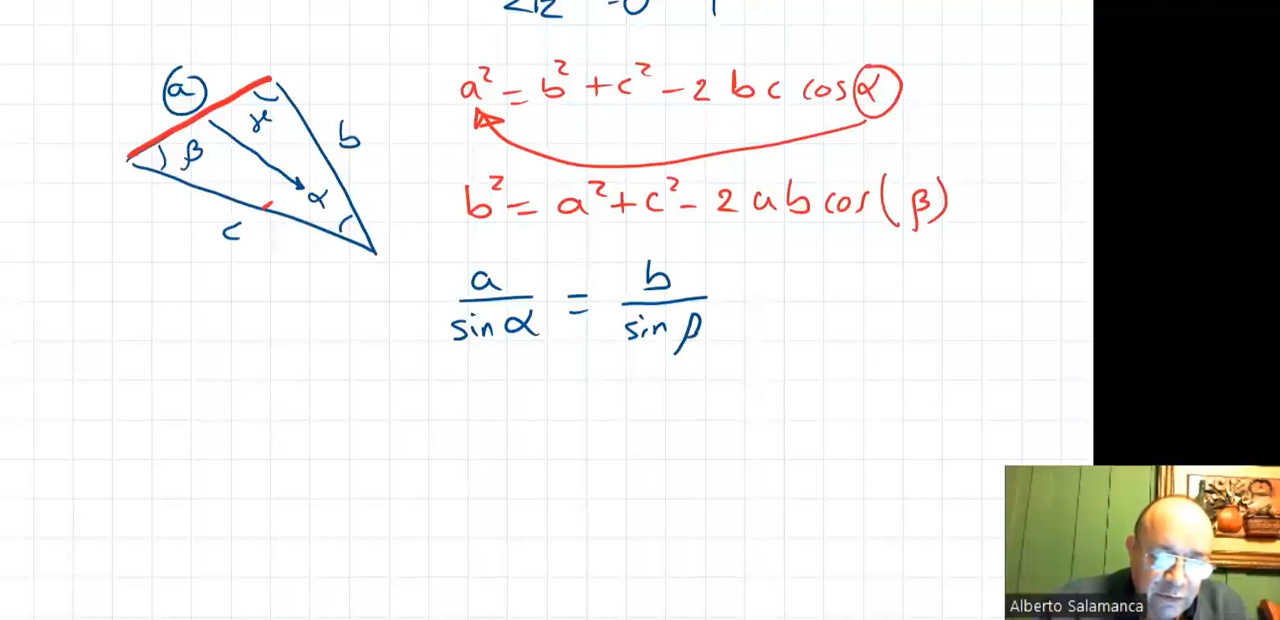 a² = b² + c² - 2 b c cos α
b² = a² + c² - 2 a b cos(β)
a
γ
β
b
α
c
a/sin α = b/sin β
Alberto Salamanca